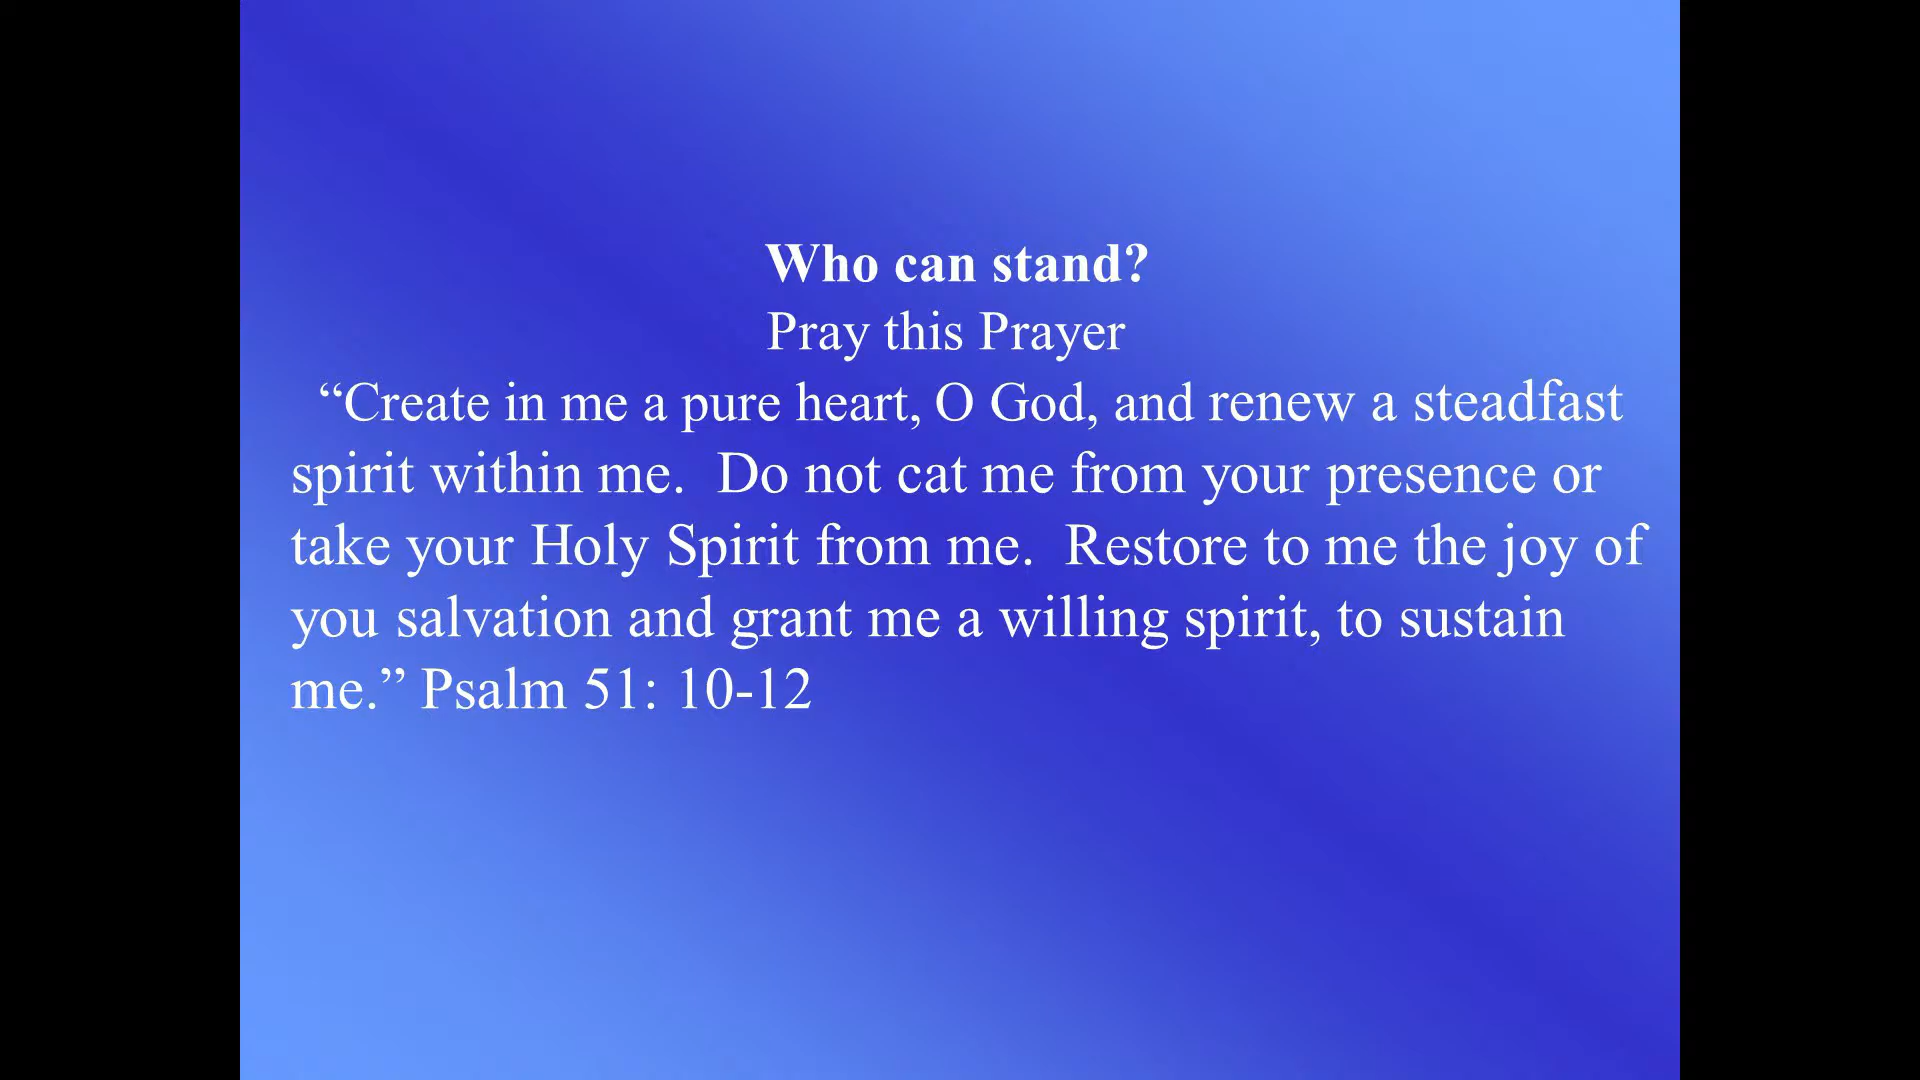 Who can stand?
Pray this Prayer
“Create in me a pure heart, O God, and renew a steadfast
spirit within me.  Do not cat me from your presence or
take your Holy Spirit from me.  Restore to me the joy of
you salvation and grant me a willing spirit, to sustain
me.” Psalm 51: 10-12